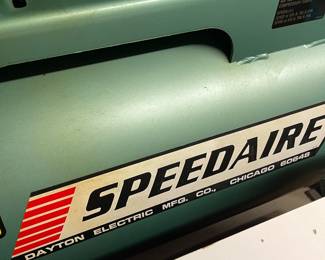 SPEEDAIRE
DAYTON ELECTRIC MFG. CO., CHICAGO 60648